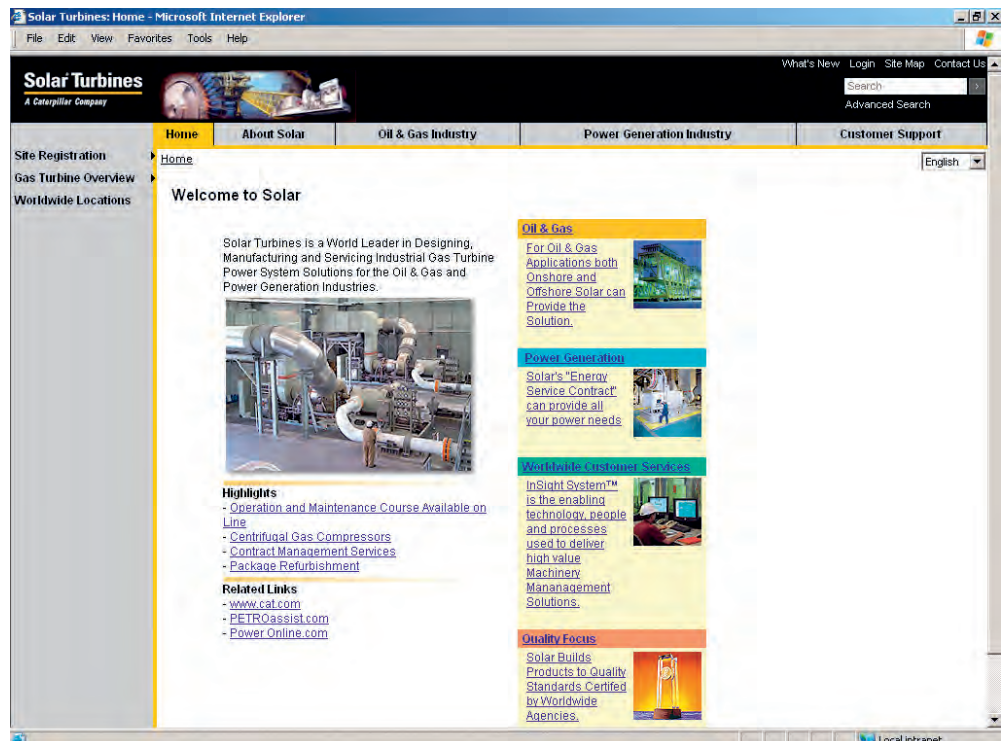 Solar Turbines: Home - Microsoft Internet Explorer
File Edit View Favorites Tools Help
What's New Login Site Map Contact Us
Solar Turbines
A Caterpillar Company
Search
Advanced Search
Home About Solar Oil & Gas Industry Power Generation Industry Customer Support
Site Registration
Gas Turbine Overview
Worldwide Locations
Home
English
Welcome to Solar
Solar Turbines is a World Leader in Designing,
Manufacturing and Servicing Industrial Gas Turbine
Power System Solutions for the Oil & Gas and
Power Generation Industries.
Highlights
- Operation and Maintenance Course Available on
Line
- Centrifugal Gas Compressors
- Contract Management Services
- Package Refurbishment
Related Links
- www.cat.com
- PETROassist.com
- Power Online.com
Oil & Gas
For Oil & Gas
Applications both
Onshore and
Offshore Solar can
Provide the
Solution.
Power Generation
Solar's "Energy
Service Contract"
can provide all
your power needs
Worldwide Customer Services
InSight System™
is the enabling
technology, people
and processes
used to deliver
high value
Machinery
Mananagement
Solutions.
Quality Focus
Solar Builds
Products to Quality
Standards Certifed
by Worldwide
Agencies.
Local intranet